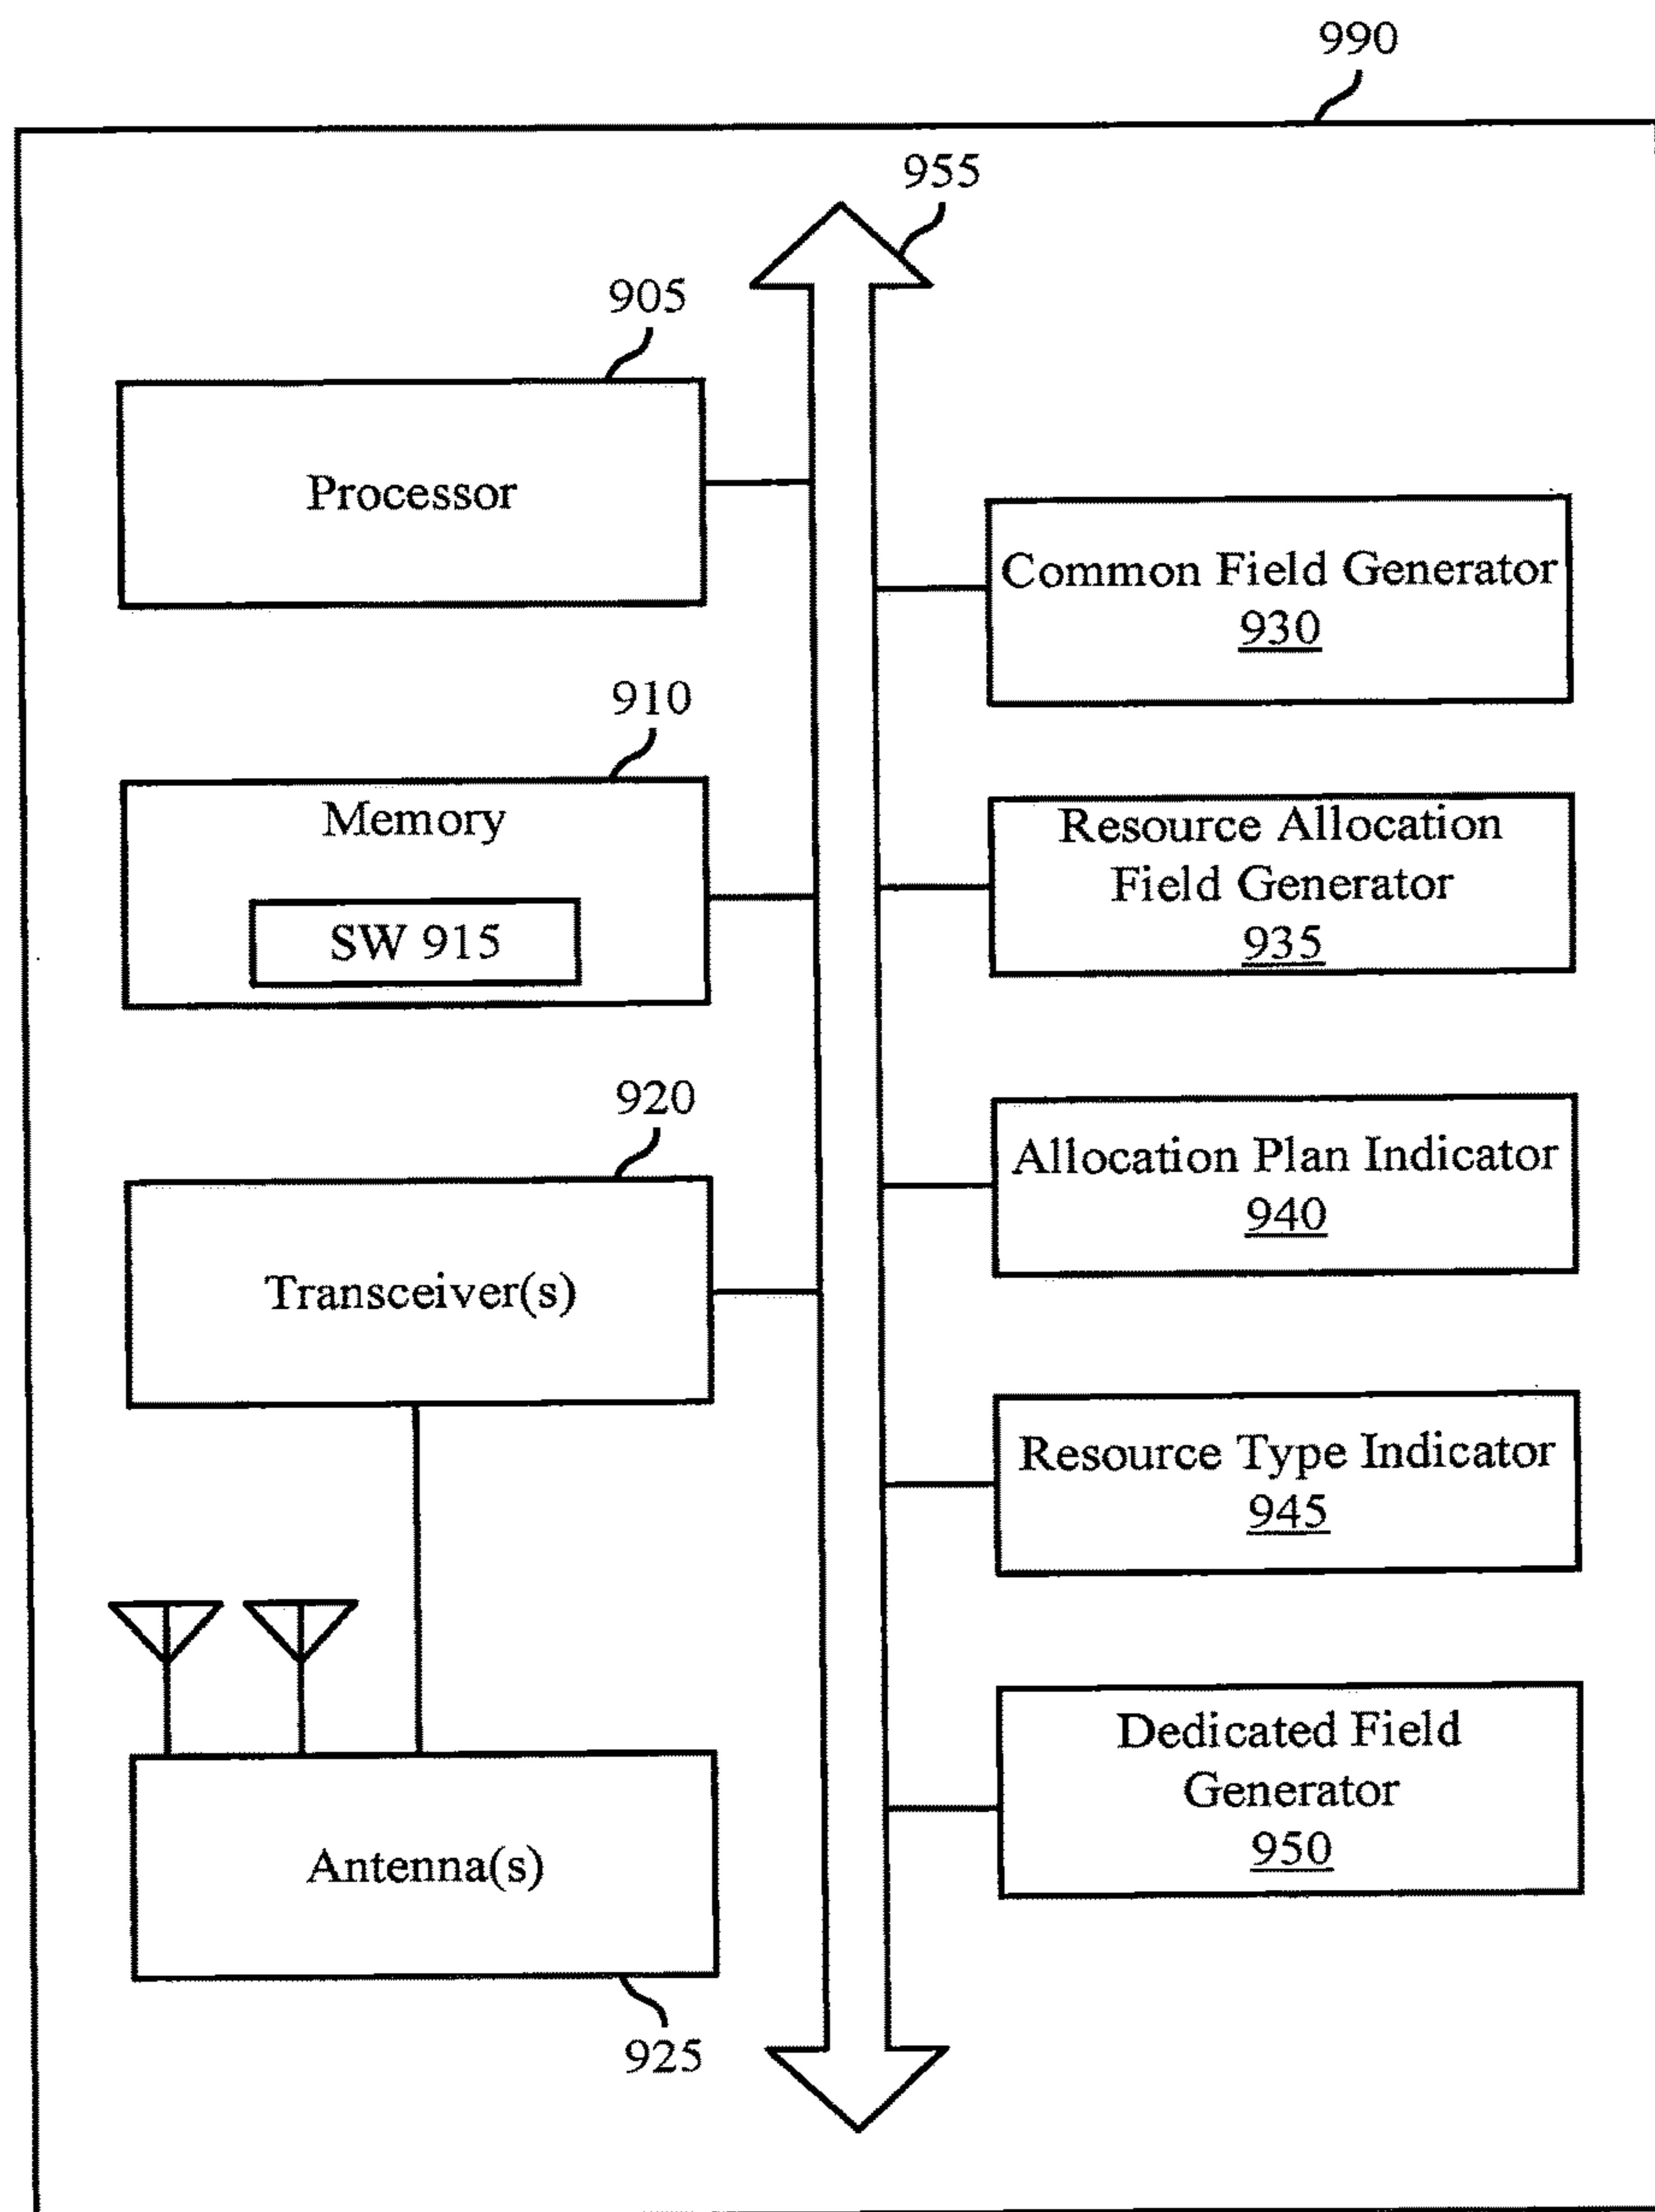 990
955
905
Processor
Common Field Generator
930
910
Memory
SW 915
Resource Allocation
Field Generator
935
920
Transceiver(s)
Allocation Plan Indicator
940
Resource Type Indicator
945
Dedicated Field
Generator
950
Antenna(s)
925